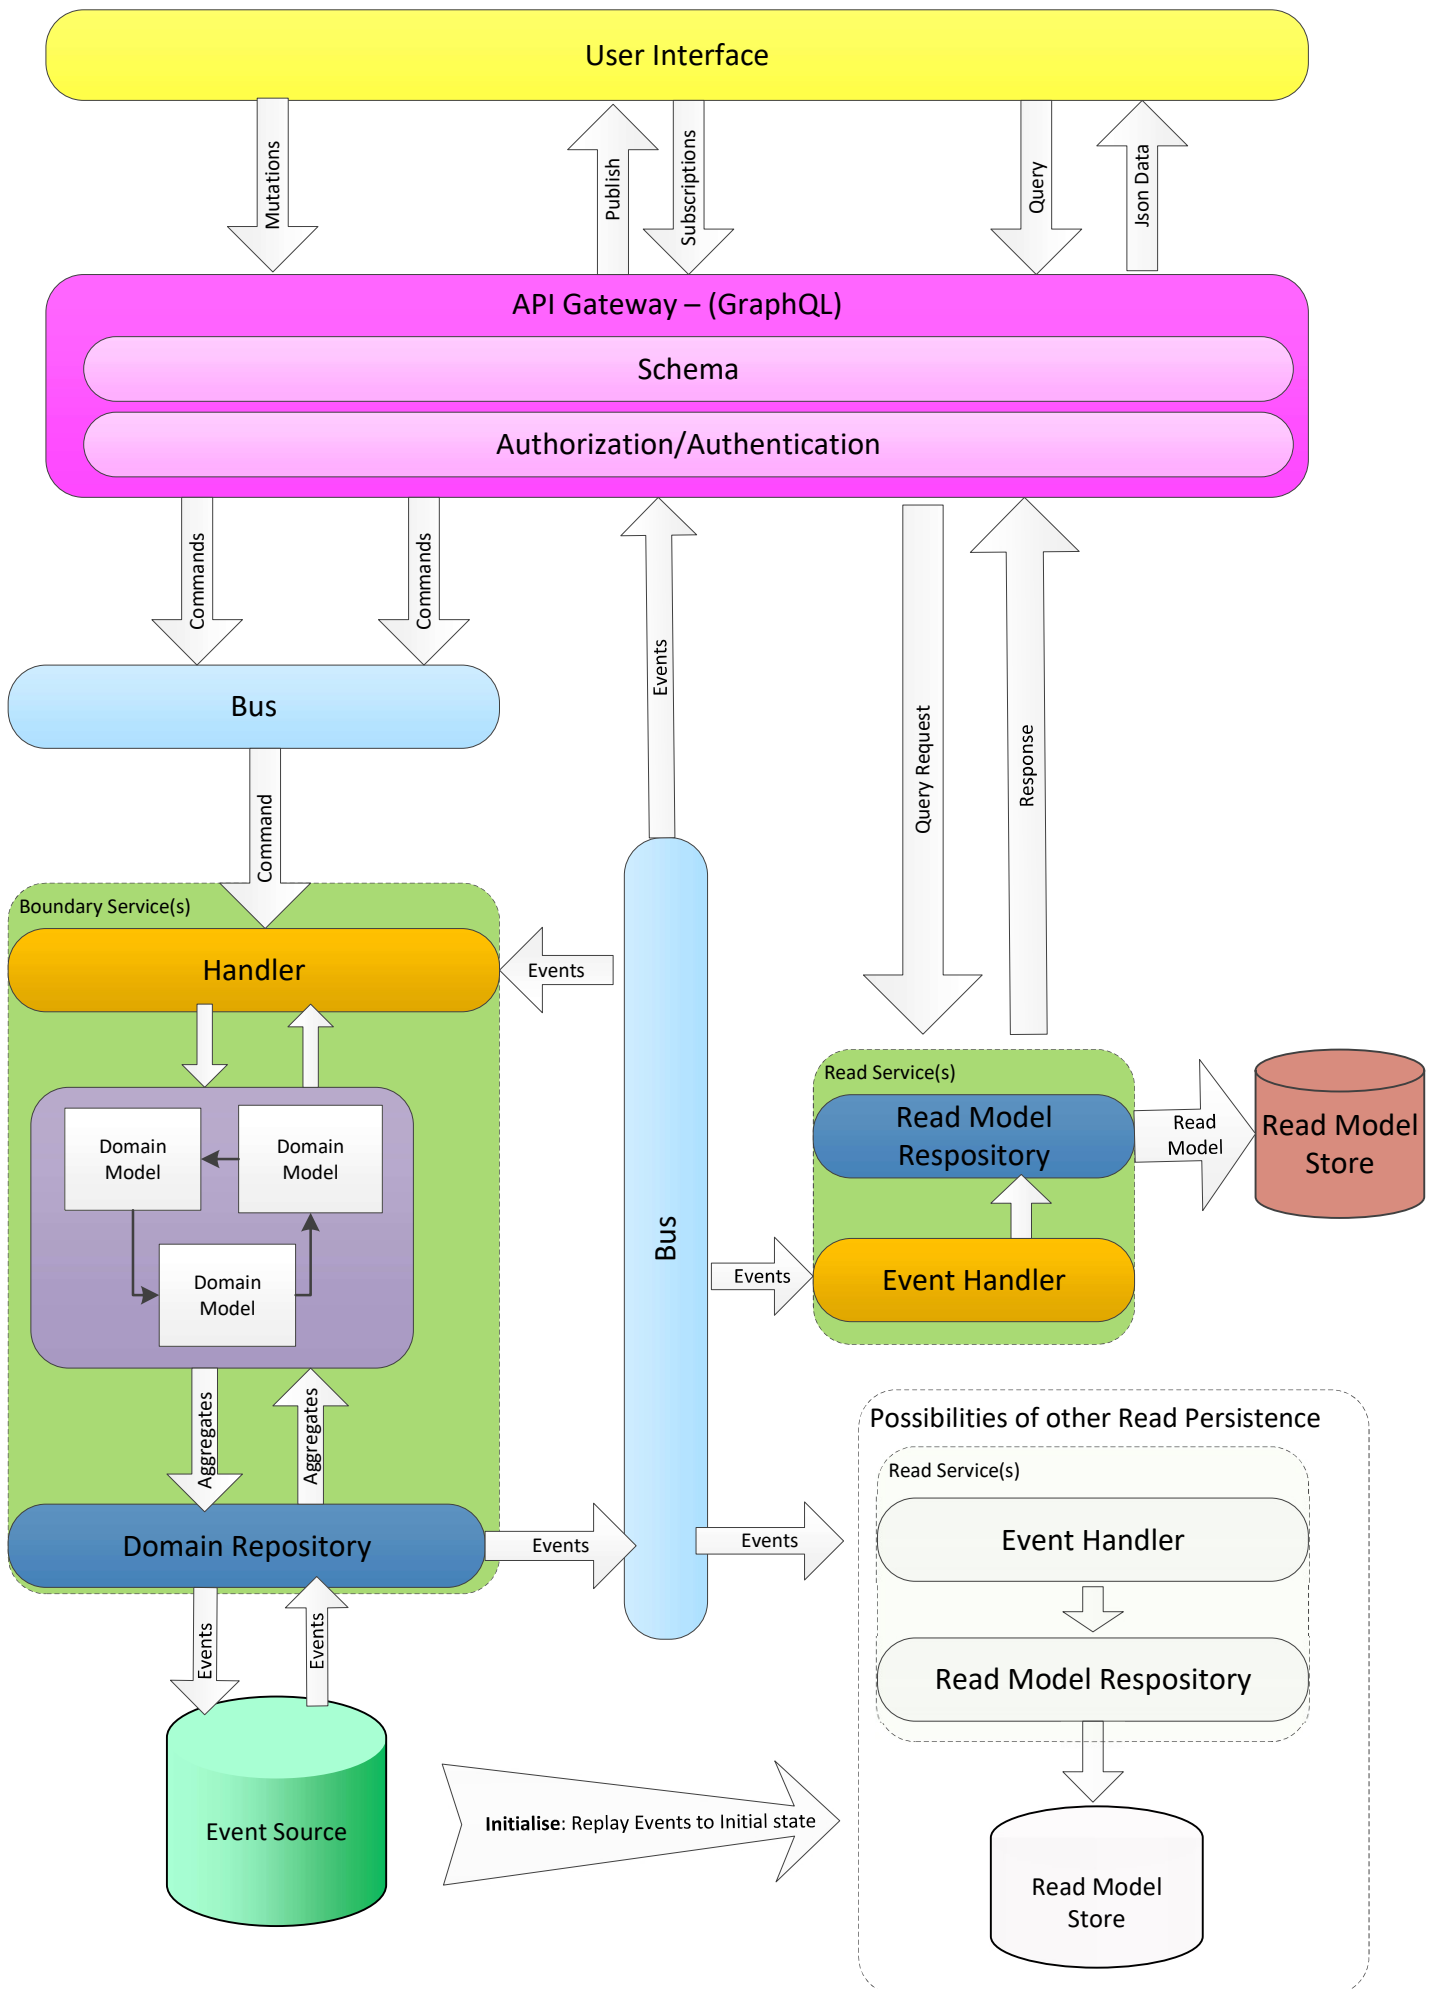 User Interface
Mutations
Publish
Subscriptions
Query
Json Data
API Gateway – (GraphQL)
Schema
Authorization/Authentication
Commands
Commands
Events
Query Request
Response
Bus
Command
Boundary Service(s)
Handler
Events
Domain
Model
Domain
Model
Domain
Model
Aggregates
Aggregates
Domain Repository
Events
Events
Events
Event Source
Bus
Read Service(s)
Read Model
Respository
Read
Model
Read Model
Store
Events
Event Handler
Possibilities of other Read Persistence
Read Service(s)
Events
Event Handler
Read Model Respository
Initialise: Replay Events to Initial state
Read Model
Store